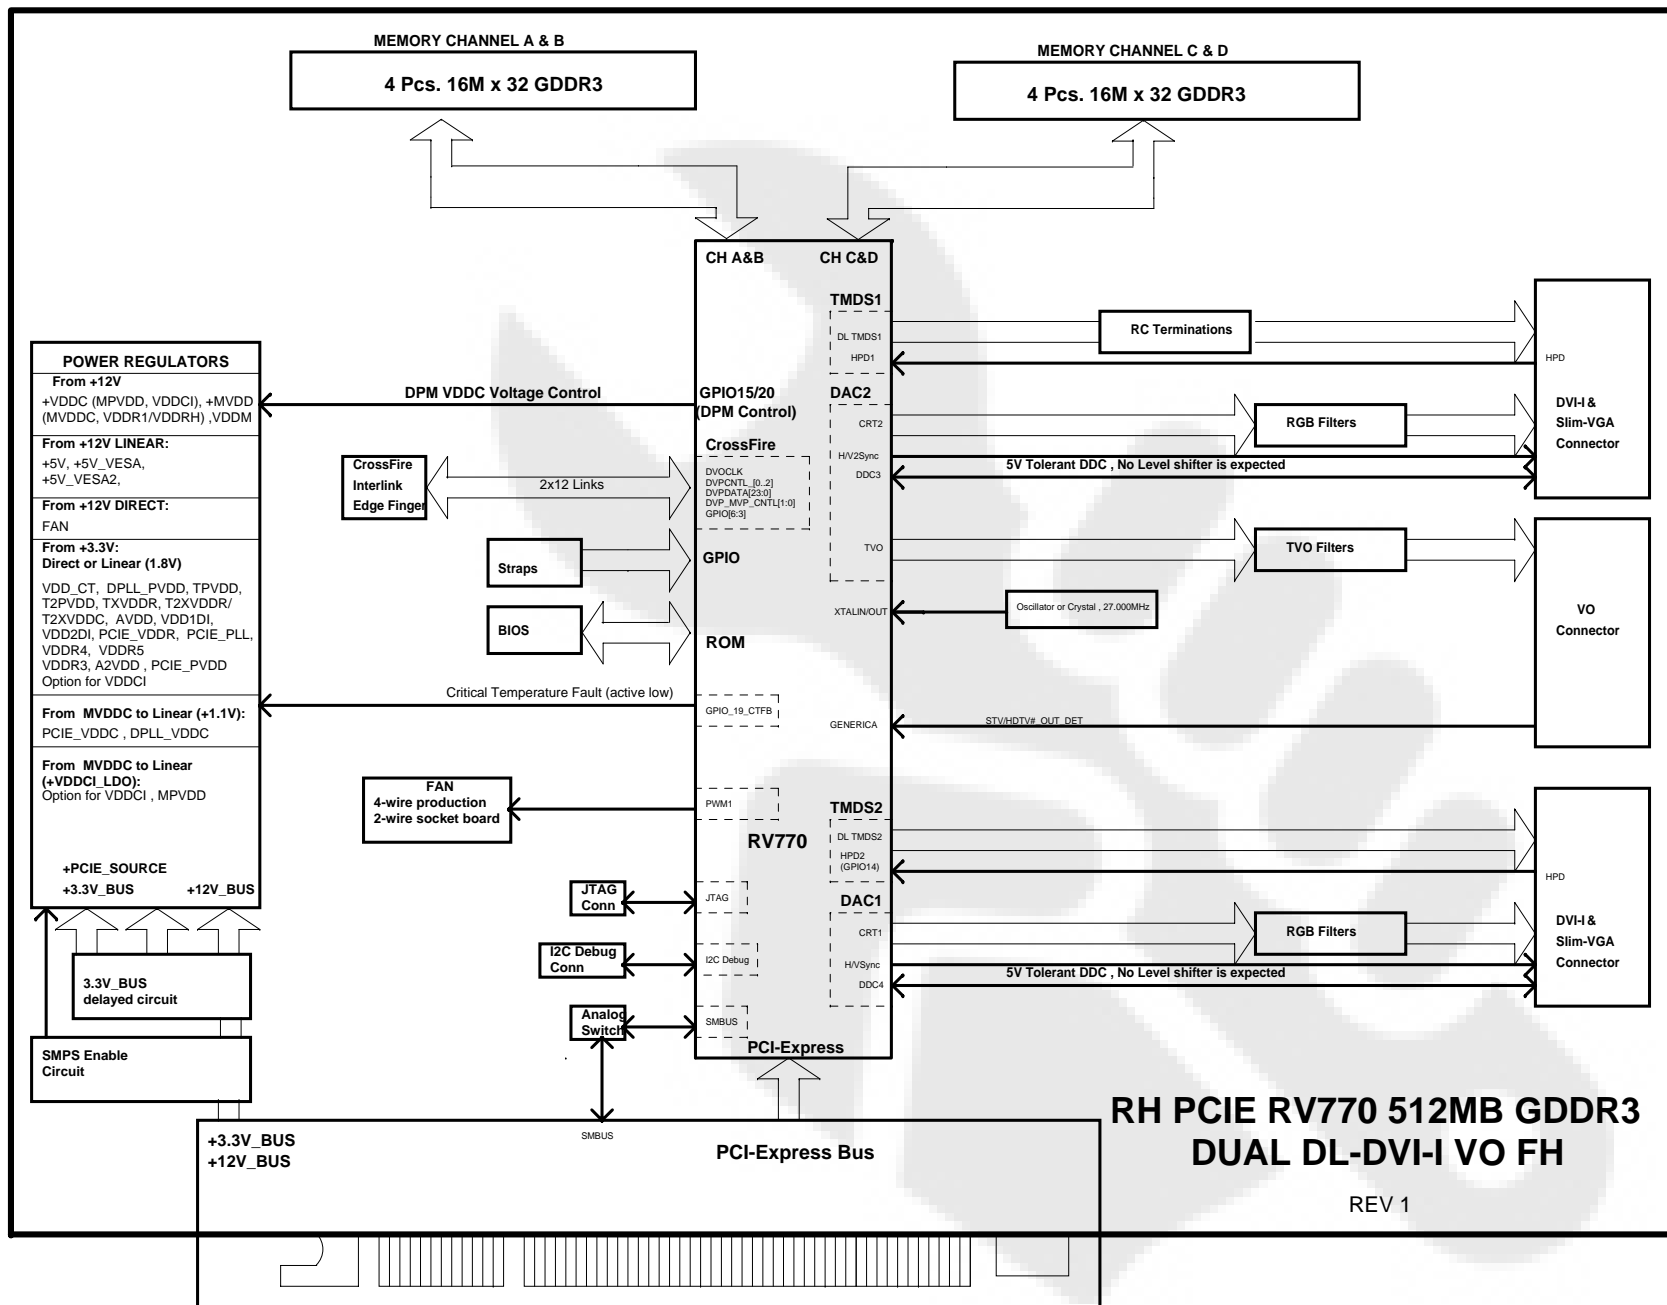 MEMORY CHANNEL A & B
4 Pcs. 16M x 32 GDDR3
MEMORY CHANNEL C & D
4 Pcs. 16M x 32 GDDR3
CH A&B
CH C&D
TMDS1
DL TMDS1
HPD1
RC Terminations
HPD
DVI-I &
Slim-VGA
Connector
POWER REGULATORS
From +12V
+VDDC (MPVDD, VDDCI), +MVDD
(MVDDC, VDDR1/VDDRH) ,VDDM
From +12V LINEAR:
+5V, +5V_VESA,
+5V_VESA2,
From +12V DIRECT:
FAN
From +3.3V:
Direct or Linear (1.8V)
VDD_CT, DPLL_PVDD, TPVDD,
T2PVDD, TXVDDR, T2XVDDR/
T2XVDDC, AVDD, VDD1DI,
VDD2DI, PCIE_VDDR, PCIE_PLL,
VDDR4, VDDR5
VDDR3, A2VDD , PCIE_PVDD
Option for VDDCI
From MVDDC to Linear (+1.1V):
PCIE_VDDC , DPLL_VDDC
From MVDDC to Linear
(+VDDCI_LDO):
Option for VDDCI , MPVDD
+PCIE_SOURCE
+3.3V_BUS
+12V_BUS
3.3V_BUS
delayed circuit
SMPS Enable
Circuit
DPM VDDC Voltage Control
GPIO15/20
(DPM Control)
DAC2
CRT2
RGB Filters
H/V2Sync
5V Tolerant DDC , No Level shifter is expected
DDC3
CrossFire
Interlink
Edge Finger
2x12 Links
CrossFire
DVOCLK
DVPCNTL_[0..2]
DVPDATA[23:0]
DVP_MVP_CNTL[1:0]
GPIO[6:3]
Straps
GPIO
TVO
TVO Filters
VO
Connector
BIOS
ROM
XTALIN/OUT
Oscillator or Crystal , 27.000MHz
Critical Temperature Fault (active low)
GPIO_19_CTFB
GENERICA
STV/HDTV#_OUT_DET
FAN
4-wire production
2-wire socket board
PWM1
RV770
TMDS2
DL TMDS2
HPD2
(GPIO14)
HPD
DVI-I &
Slim-VGA
Connector
JTAG
Conn
JTAG
DAC1
CRT1
RGB Filters
I2C Debug
Conn
I2C Debug
H/VSync
5V Tolerant DDC , No Level shifter is expected
DDC4
Analog
Switch
SMBUS
PCI-Express
SMBUS
+3.3V_BUS
+12V_BUS
PCI-Express Bus
RH PCIE RV770 512MB GDDR3
DUAL DL-DVI-I VO FH
REV 1